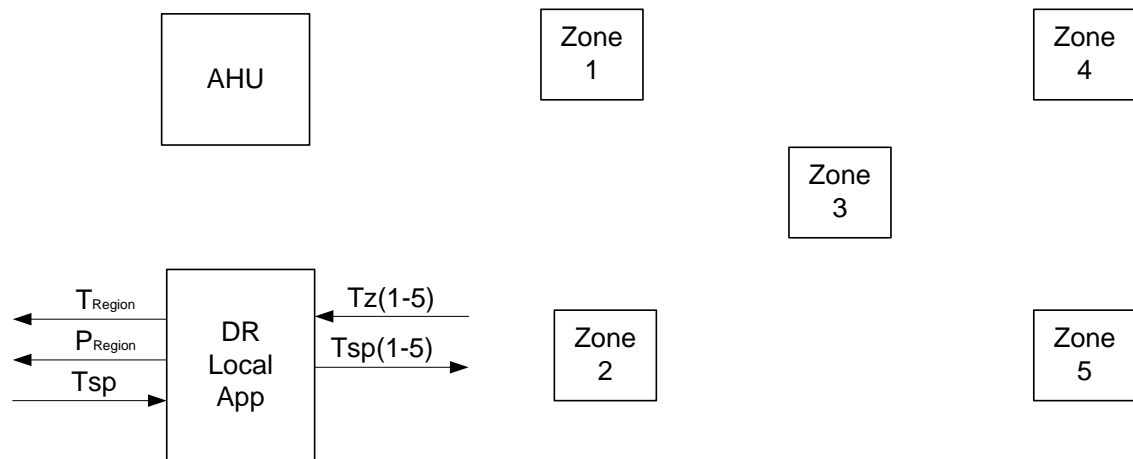 AHU
Zone
1
Zone
4
Zone
3
TRegion
PRegion
Tsp
DR
Local
App
Tz(1-5)
Tsp(1-5)
Zone
2
Zone
5